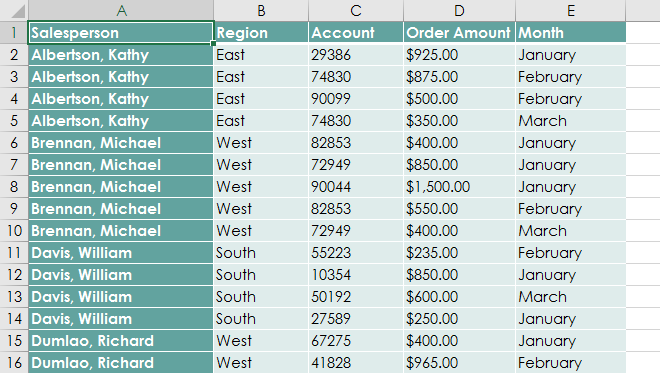 A B C D E
1 Salesperson Region Account Order Amount Month
2 Albertson, Kathy East 29386 $925.00 January
3 Albertson, Kathy East 74830 $875.00 February
4 Albertson, Kathy East 90099 $500.00 February
5 Albertson, Kathy East 74830 $350.00 March
6 Brennan, Michael West 82853 $400.00 January
7 Brennan, Michael West 72949 $850.00 January
8 Brennan, Michael West 90044 $1,500.00 January
9 Brennan, Michael West 82853 $550.00 February
10 Brennan, Michael West 72949 $400.00 March
11 Davis, William South 55223 $235.00 February
12 Davis, William South 10354 $850.00 January
13 Davis, William South 50192 $600.00 March
14 Davis, William South 27589 $250.00 January
15 Dumlao, Richard West 67275 $400.00 January
16 Dumlao, Richard West 41828 $965.00 February